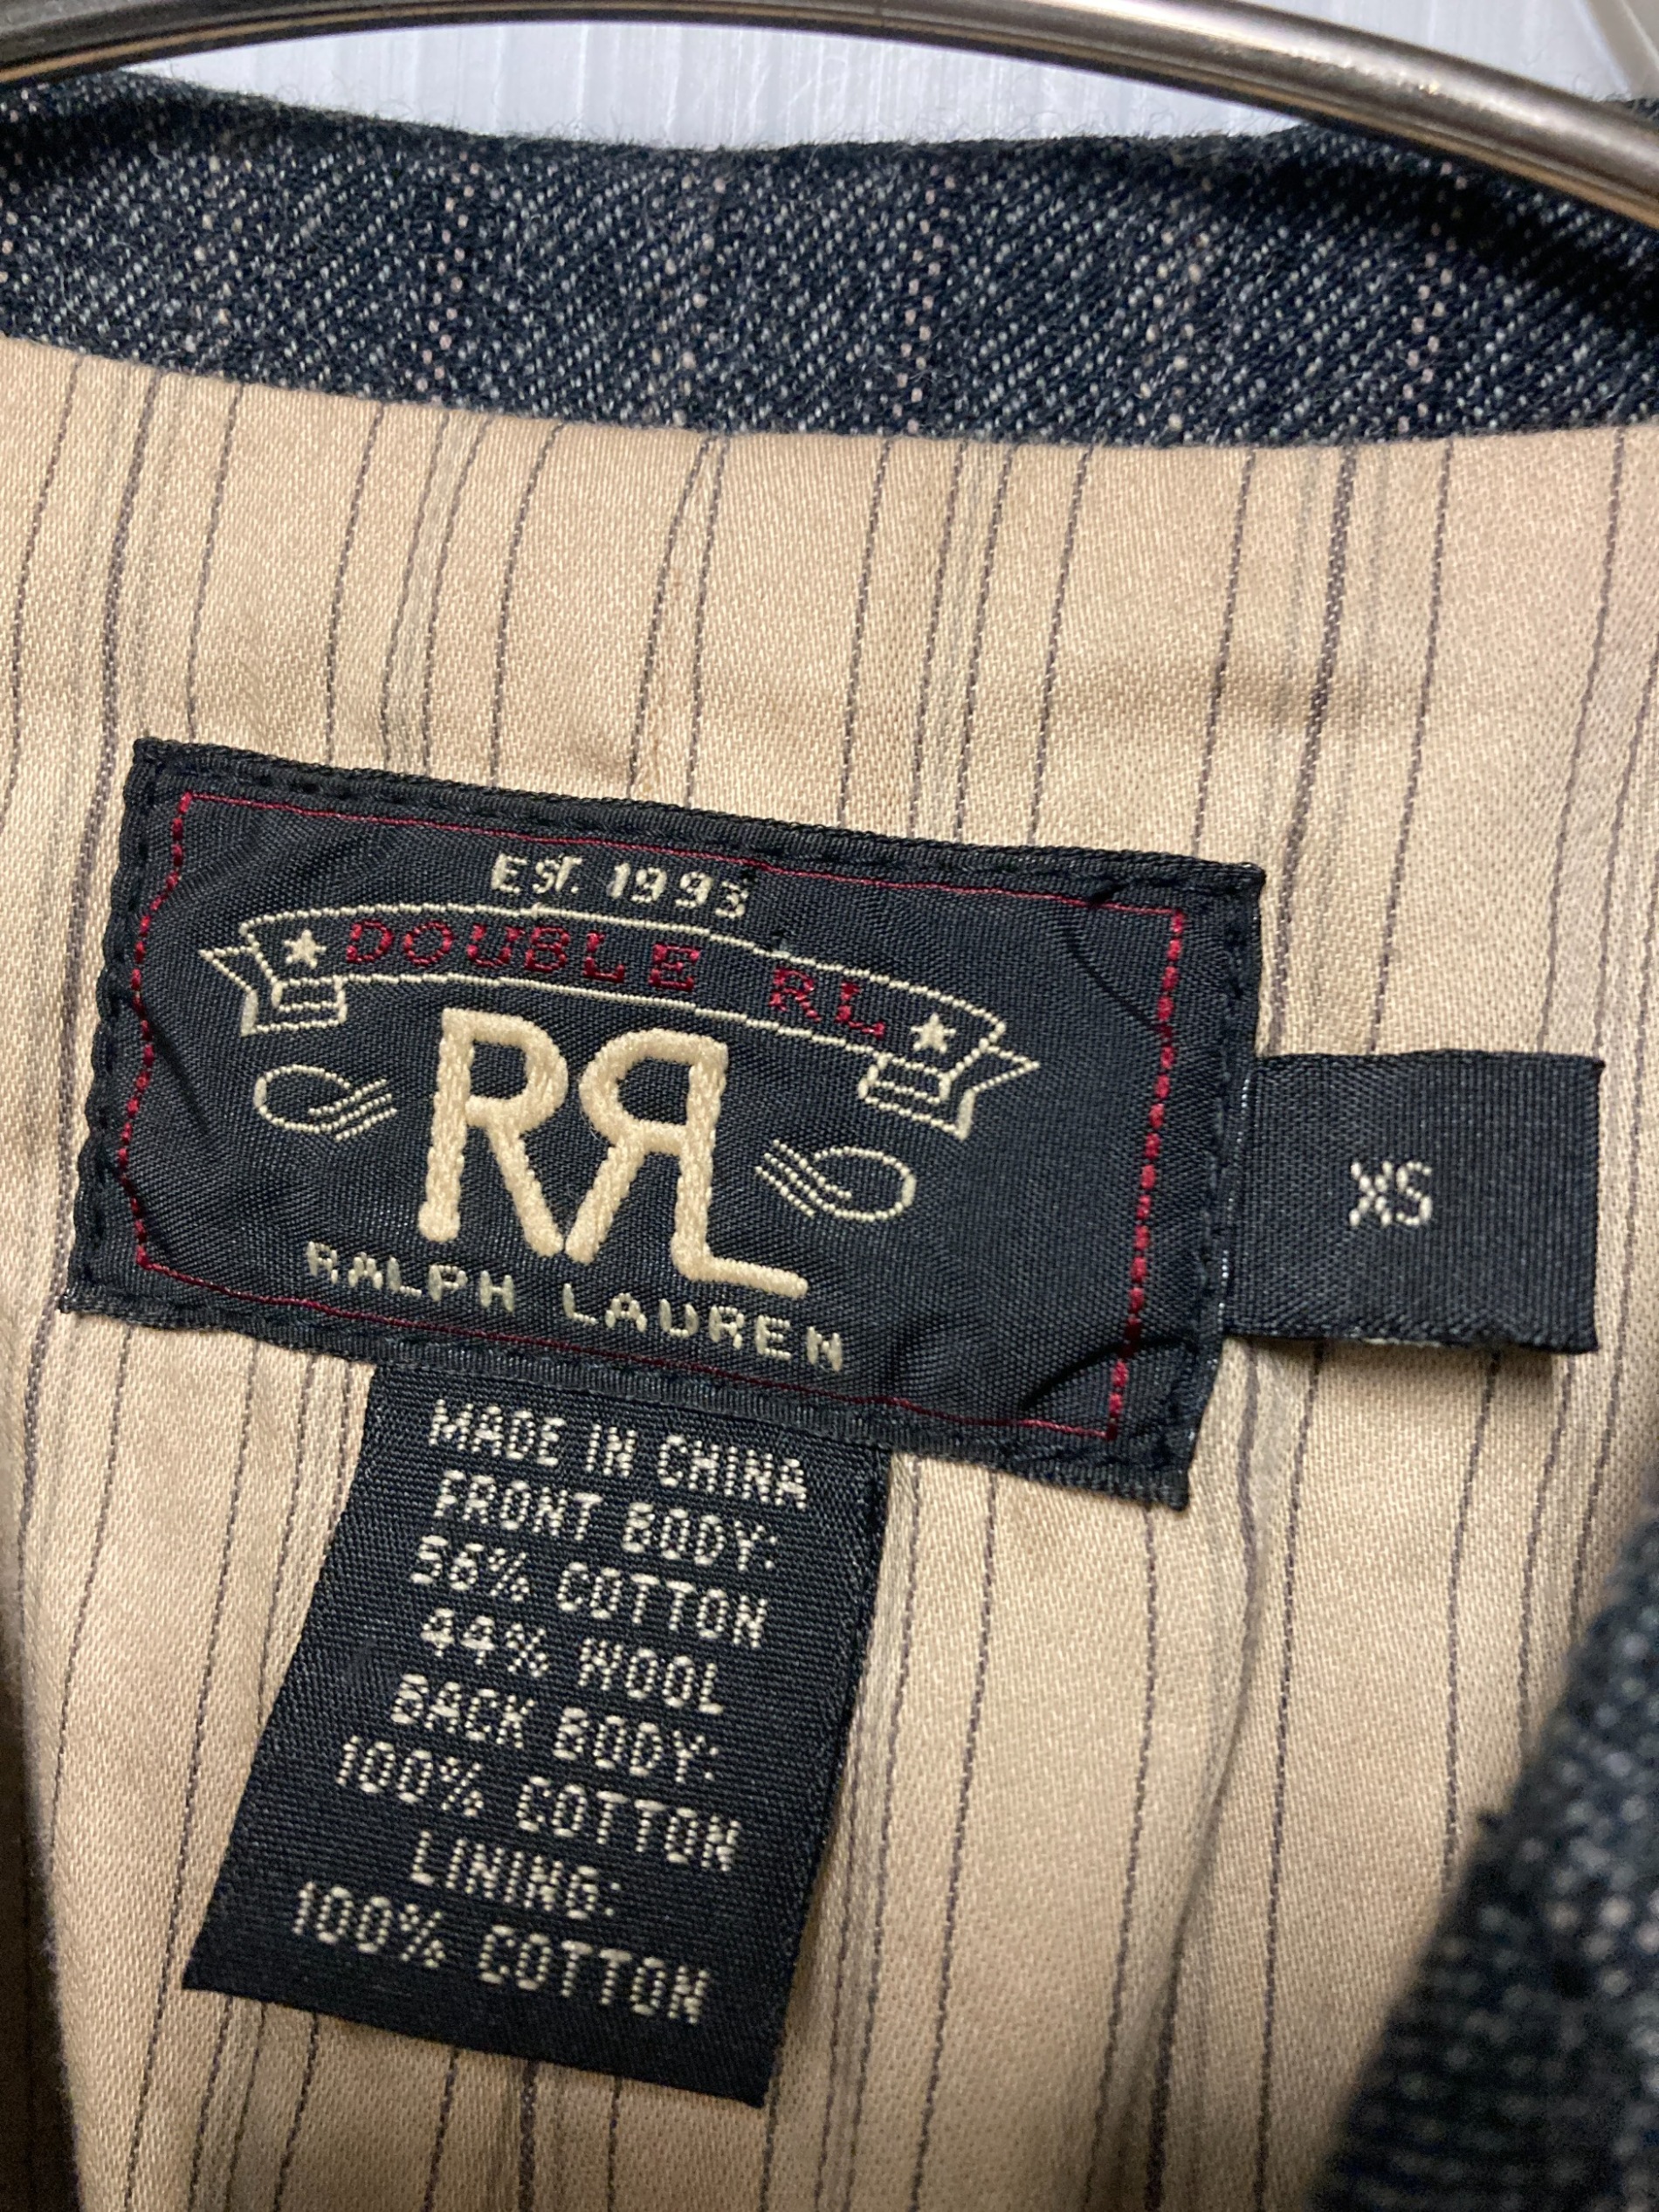 EST. 1993
DOUBLE RL
RRL
RALPH LAUREN
XS
MADE IN CHINA
FRONT BODY:
56% COTTON
44% WOOL
BACK BODY:
100% COTTON
LINING:
100% COTTON